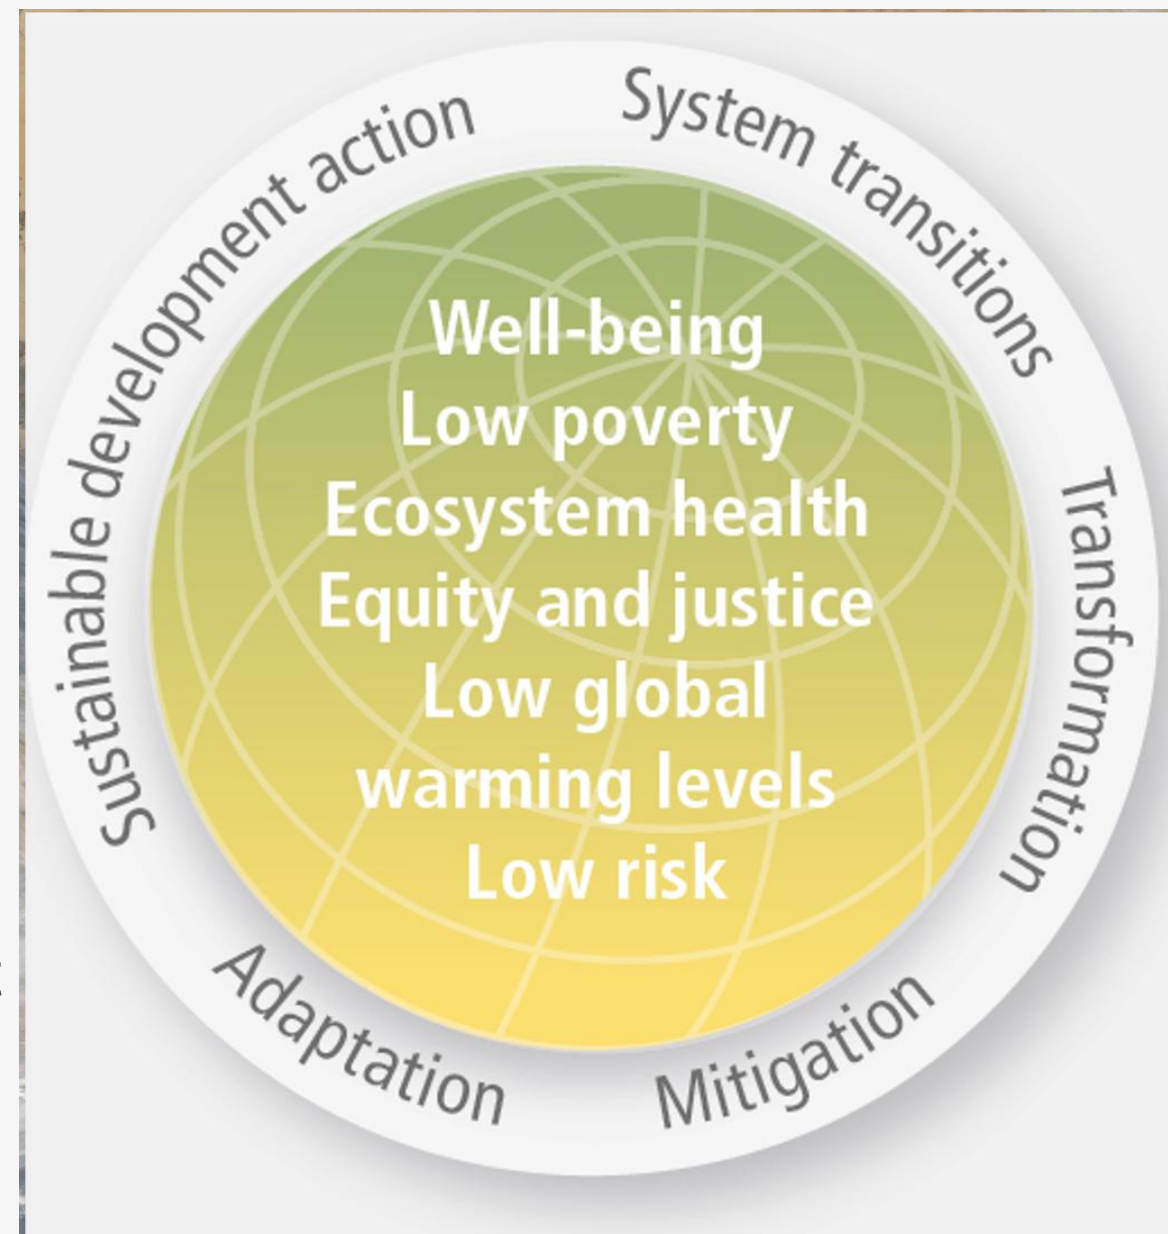 Sustainable development action
System transitions
Transformation
Mitigation
Adaptation
Well-being
Low poverty
Ecosystem health
Equity and justice
Low global
warming levels
Low risk